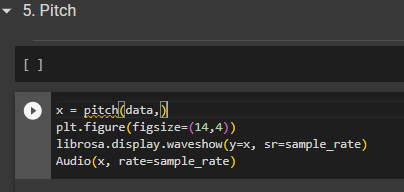 5. Pitch
[ ]
x = pitch(data,)
plt.figure(figsize=(14,4))
librosa.display.waveshow(y=x, sr=sample_rate)
Audio(x, rate=sample_rate)